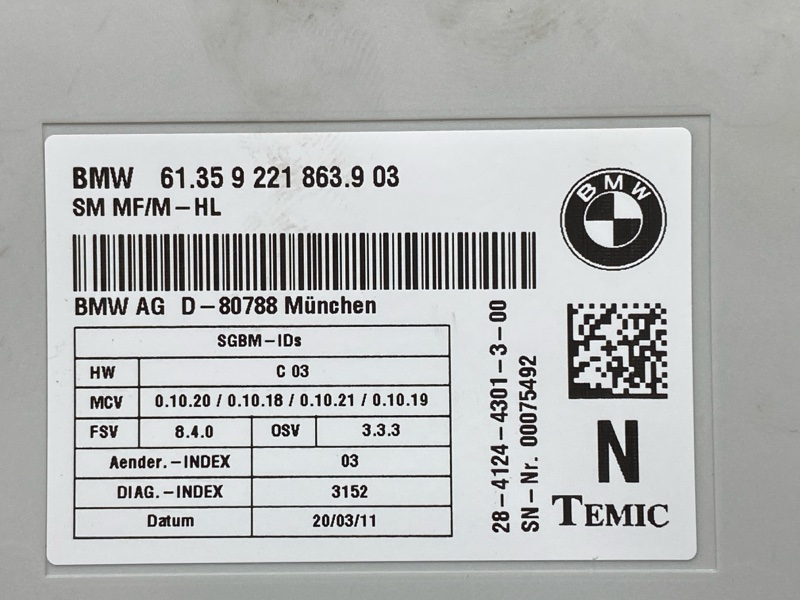 BMW 61.35 9 221 863.9 03
SM MF/M-HL
BMW
BMW AG D-80788 München
SGBM-IDs
HW C 03
MCV 0.10.20 / 0.10.18 / 0.10.21 / 0.10.19
FSV 8.4.0 OSV 3.3.3
Aender.-INDEX 03
DIAG.-INDEX 3152
Datum 20/03/11
28-4124-4301-3-00
SN-Nr. 00075492
N
TEMIC